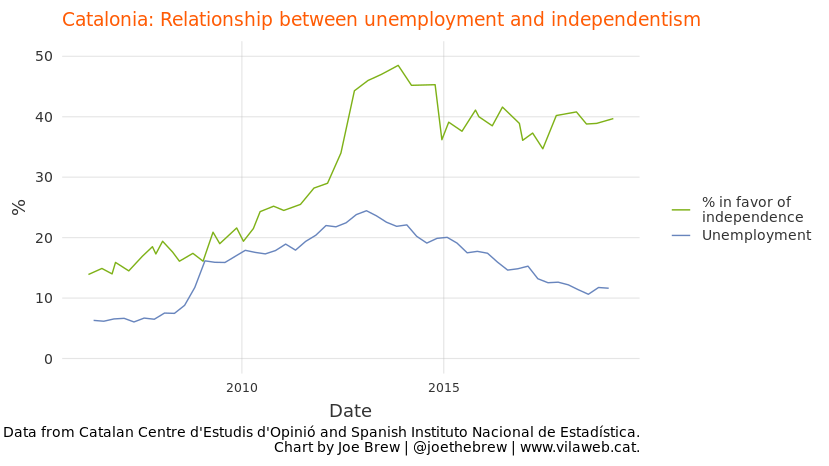 Catalonia: Relationship between unemployment and independentism
50
40
30
20
10
0
%
2010
2015
Date
% in favor of
independence
Unemployment
Data from Catalan Centre d'Estudis d'Opinió and Spanish Instituto Nacional de Estadística.
Chart by Joe Brew | @joethebrew | www.vilaweb.cat.